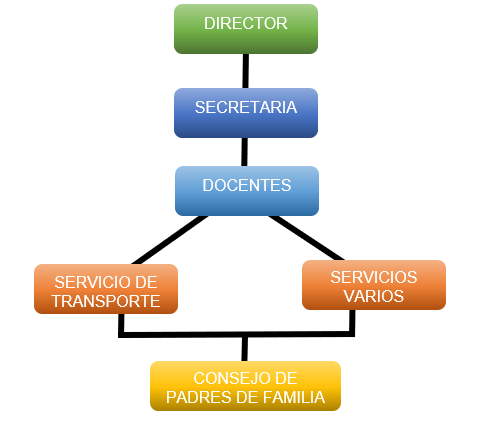 DIRECTOR
SECRETARIA
DOCENTES
SERVICIO DE
TRANSPORTE
SERVICIOS
VARIOS
CONSEJO DE
PADRES DE FAMILIA